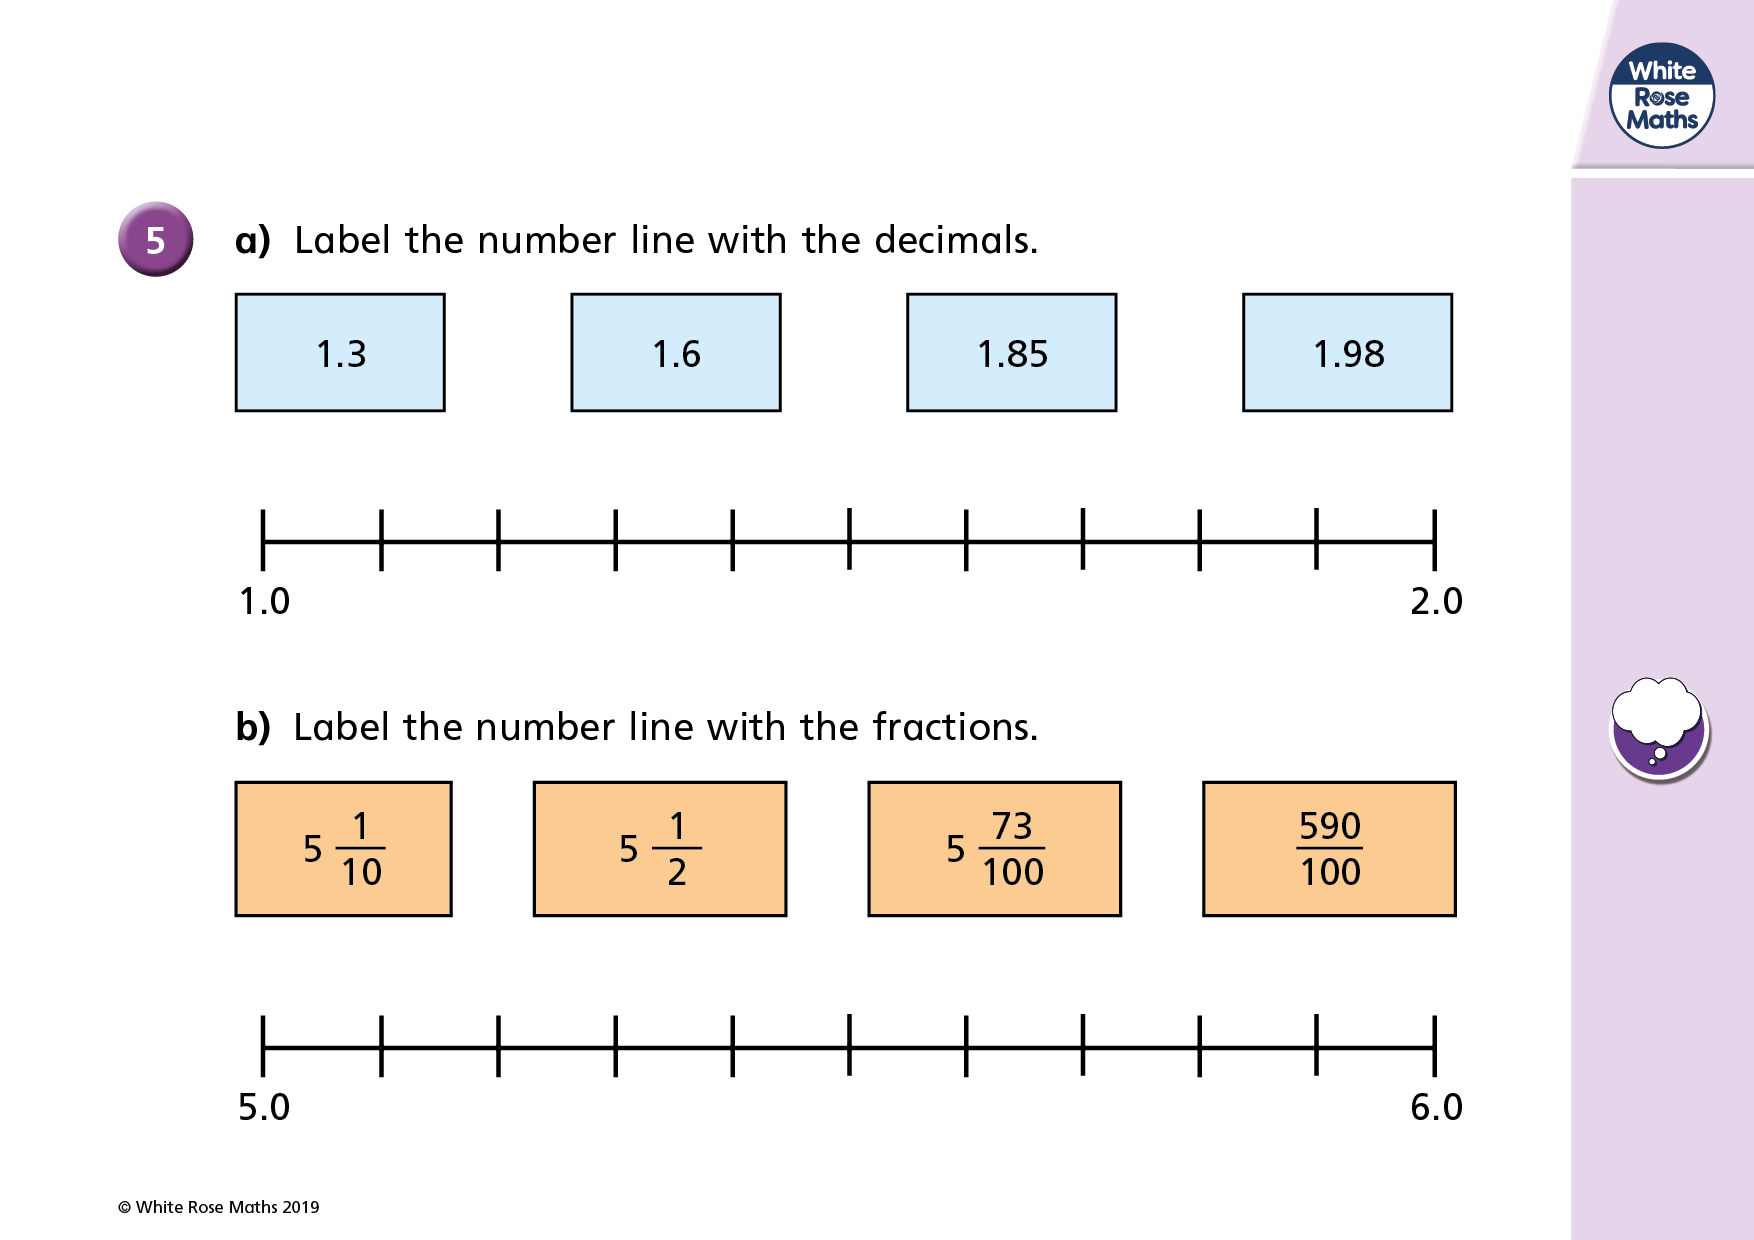 White
Rose
Maths
5 a) Label the number line with the decimals.
1.3 1.6 1.85 1.98
1.0 2.0
b) Label the number line with the fractions.
5 1/10 5 1/2 5 73/100 590/100
5.0 6.0
© White Rose Maths 2019